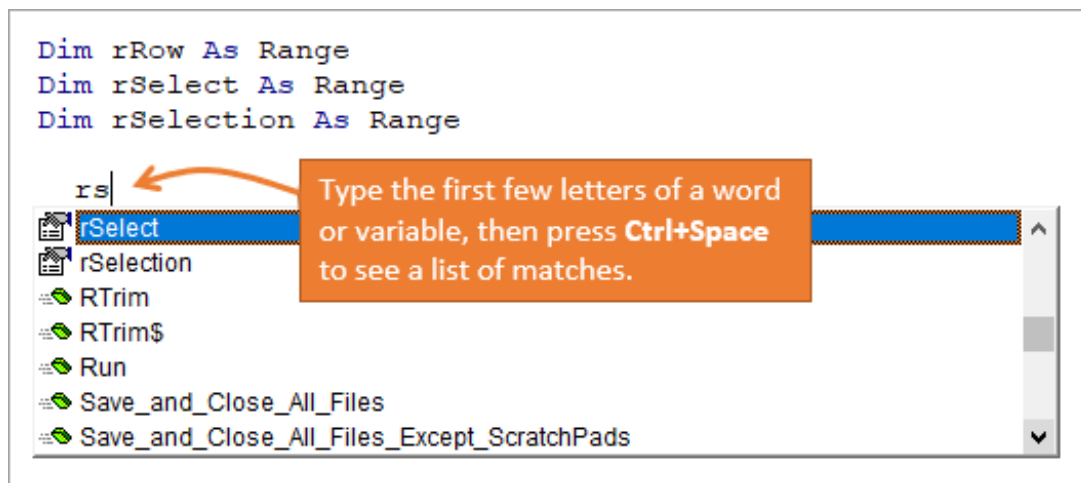 Dim rRow As Range
Dim rSelect As Range
Dim rSelection As Range
rs
Type the first few letters of a word
or variable, then press Ctrl+Space
to see a list of matches.
rSelect
rSelection
RTrim
RTrim$
Run
Save_and_Close_All_Files
Save_and_Close_All_Files_Except_ScratchPads